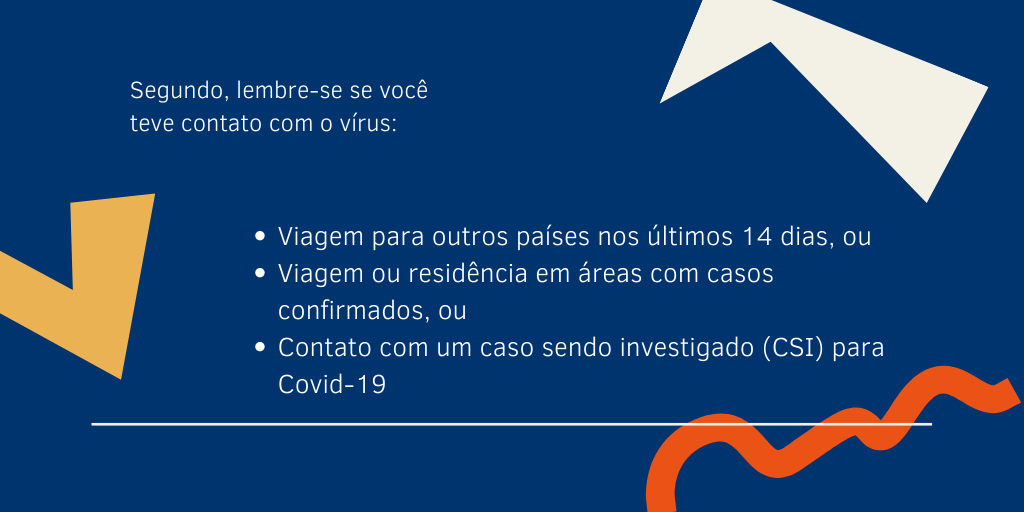 Segundo, lembre-se se você
teve contato com o vírus:
• Viagem para outros países nos últimos 14 dias, ou
• Viagem ou residência em áreas com casos
confirmados, ou
• Contato com um caso sendo investigado (CSI) para
Covid-19